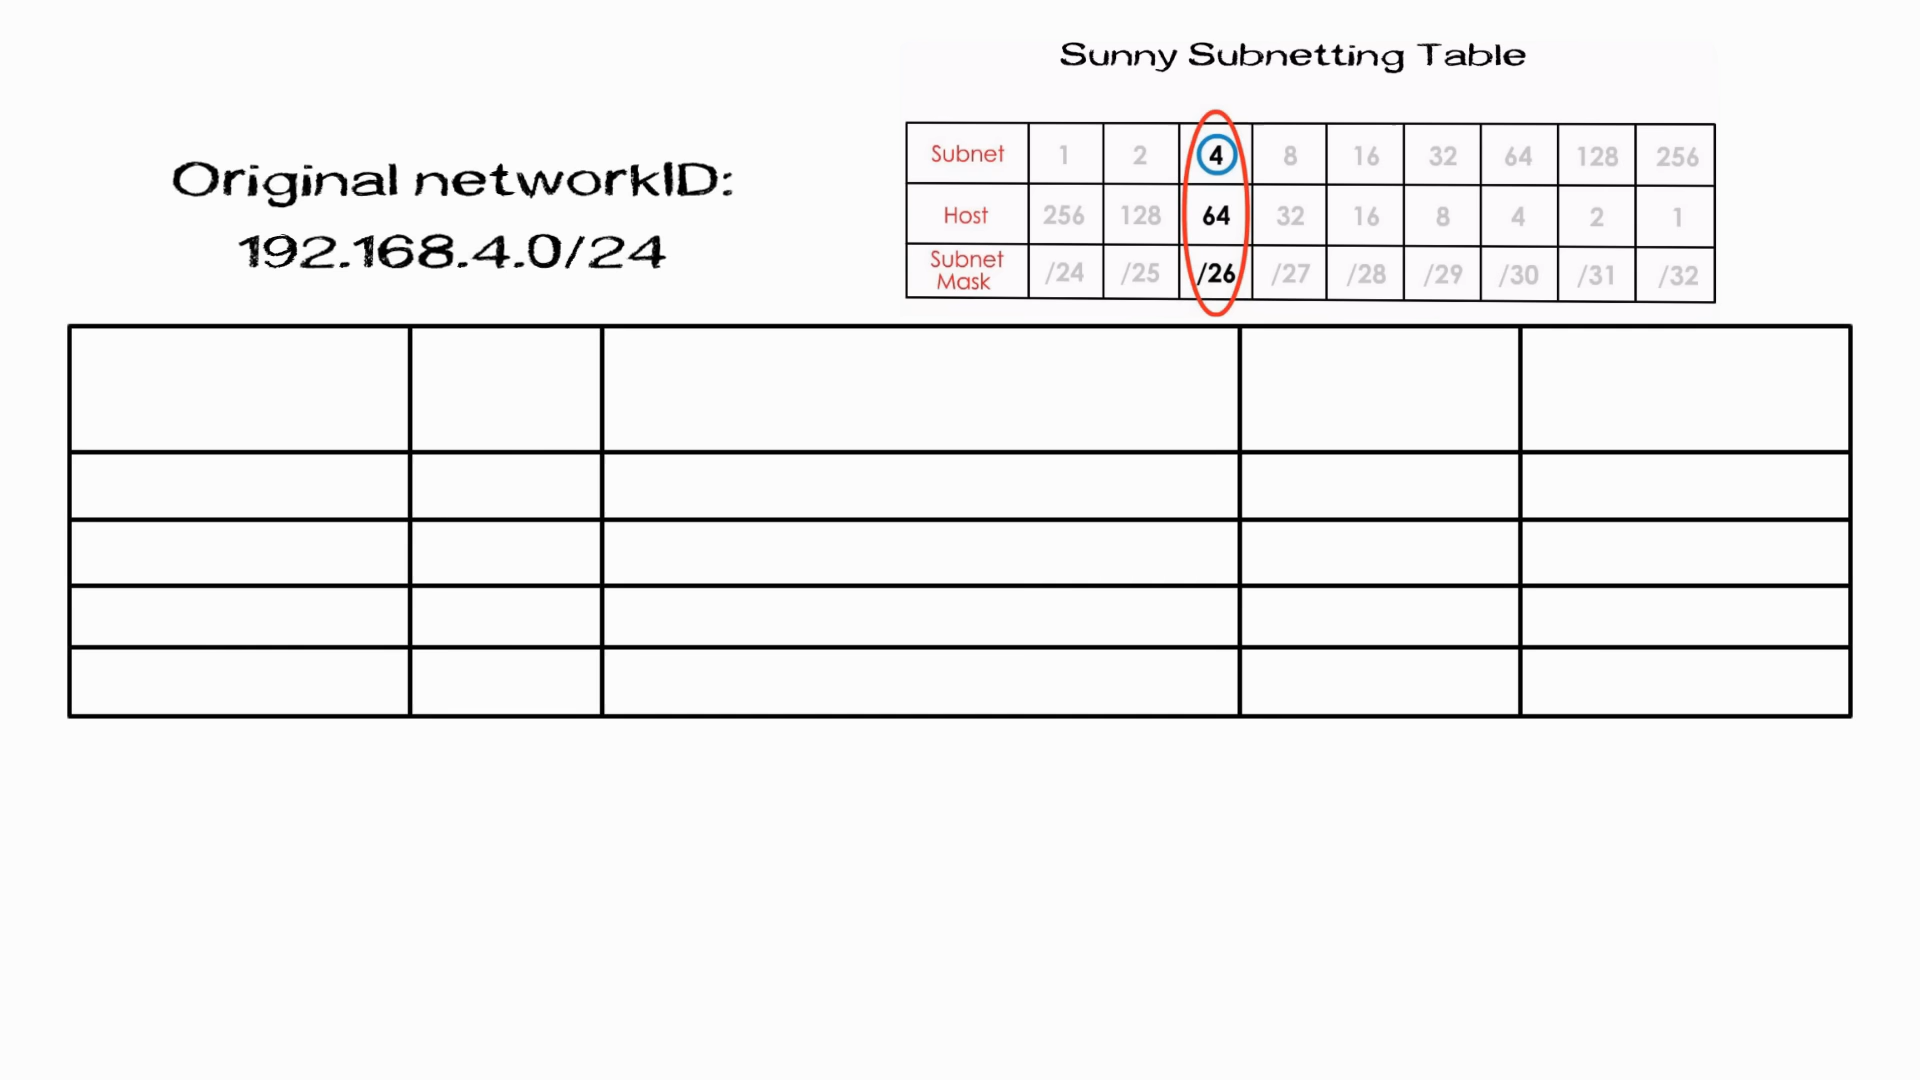 Sunny Subnetting Table
Original networkID:
192.168.4.0/24
Subnet 1 2 4 8 16 32 64 128 256
Host 256 128 64 32 16 8 4 2 1
Subnet
Mask /24 /25 /26 /27 /28 /29 /30 /31 /32